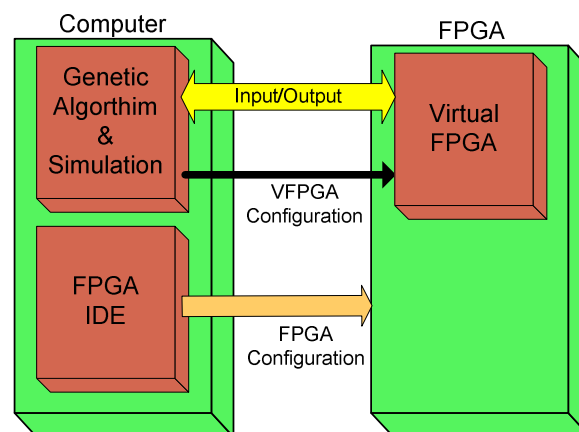 Computer
FPGA
Genetic
Algorthim
&
Simulation
Input/Output
Virtual
FPGA
VFPGA
Configuration
FPGA
IDE
FPGA
Configuration